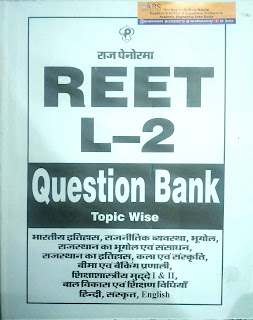 राज पेनोरमा
REET
L-2
Question Bank
Topic Wise
भारतीय इतिहास, राजनीतिक व्यवस्था, भूगोल,
राजस्थान का भूगोल एवं संसाधन,
राजस्थान का इतिहास, कला एवं संस्कृति,
बीमा एवं बैंकिंग प्रणाली,
शिक्षाशास्त्रीय मुद्दे I & II,
बाल विकास एवं शिक्षण विधियाँ
हिन्दी, संस्कृत, English